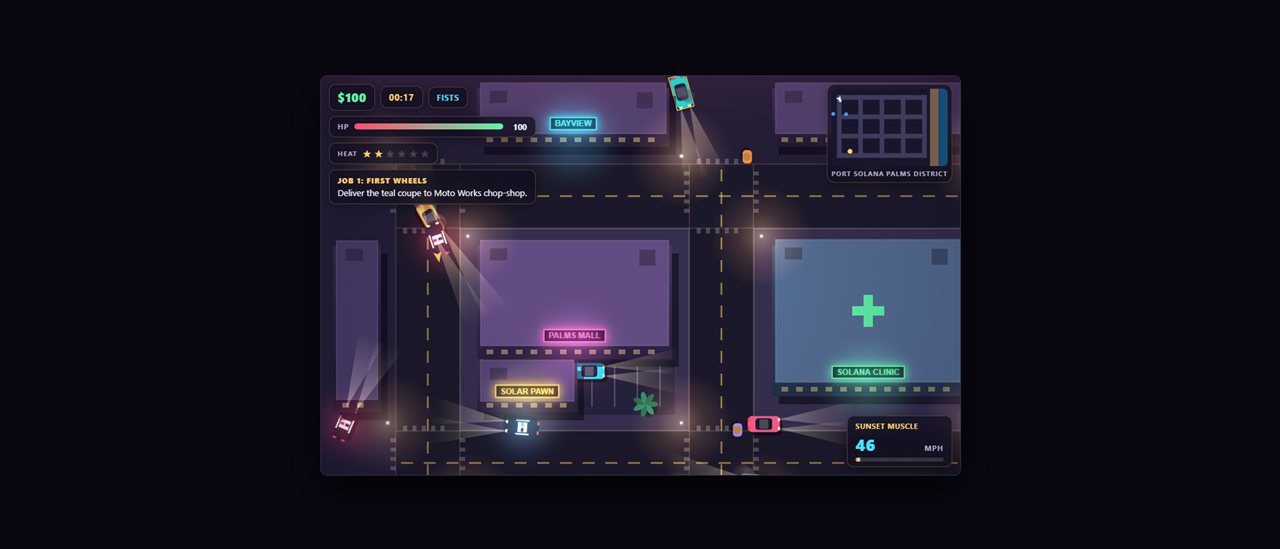 $100
00:17
FISTS
HP
100
HEAT
JOB 1: FIRST WHEELS
Deliver the teal coupe to Moto Works chop-shop.
BAYVIEW
PORT SOLANA PALMS DISTRICT
PALMS MALL
SOLAR PAWN
SOLANA CLINIC
SUNSET MUSCLE
46
MPH